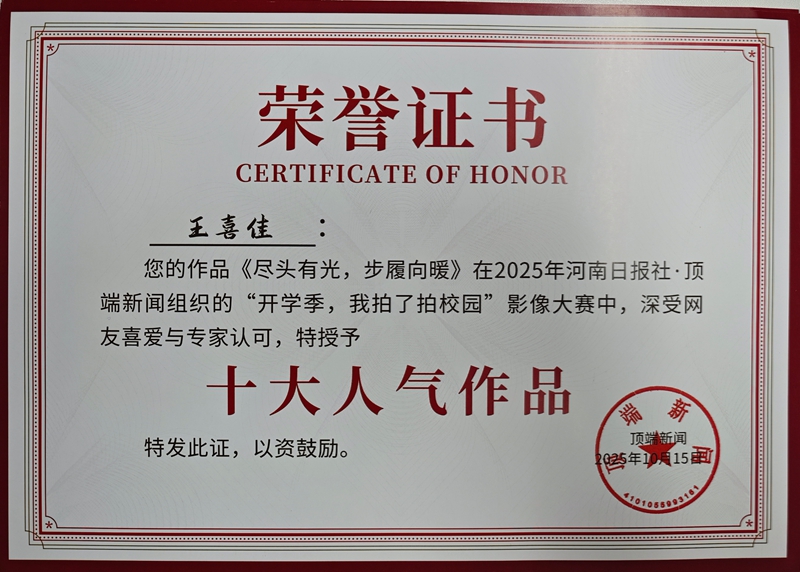 荣誉证书
CERTIFICATE OF HONOR
王喜佳：
您的作品《尽头有光，步履向暖》在2025年河南日报社·顶
端新闻组织的“开学季，我拍了拍校园”影像大赛中，深受网
友喜爱与专家认可，特授予
十大人气作品
特发此证，以资鼓励。
顶端新闻
2025年10月15日
顶端新闻
4101055993161